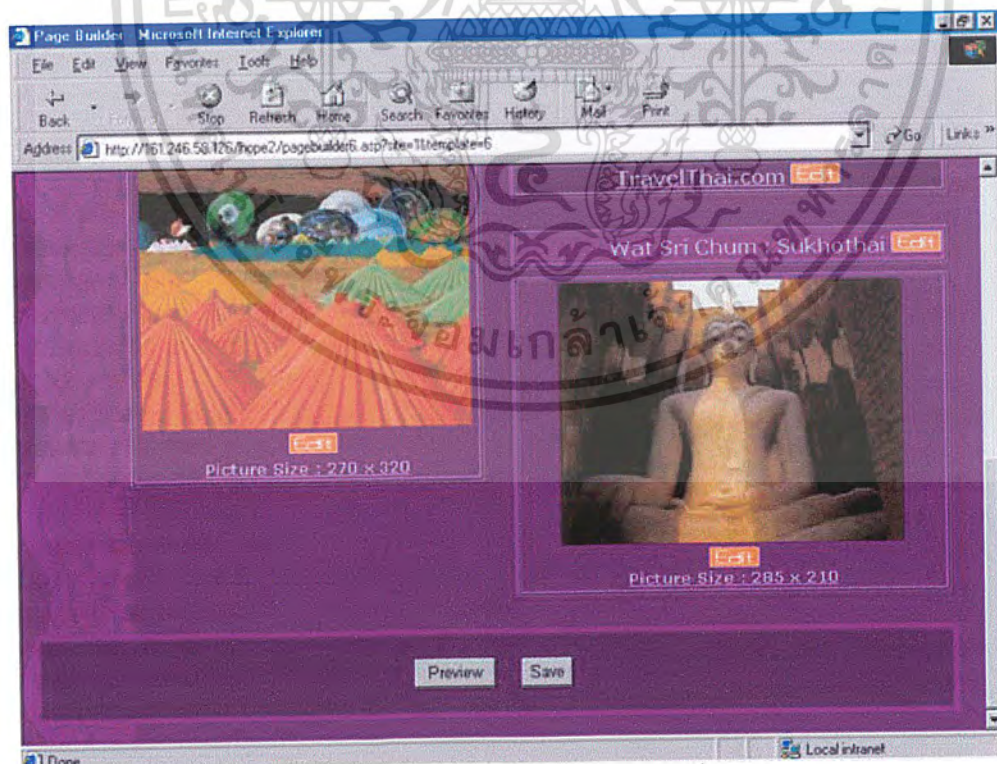 Page Builder - Microsoft Internet Explorer
File Edit View Favorites Tools Help
Back Stop Refresh Home Search Favorites History Mail Print
Address http://161.246.58.126/hope2/pagebuilder6.asp?site=1&template=6 Go Links »
TravelThai.com Edit
Wat Sri Chum : Sukhothai Edit
Edit
Picture Size : 270 x 320
Edit
Picture Size : 285 x 210
Preview Save
Done Local intranet